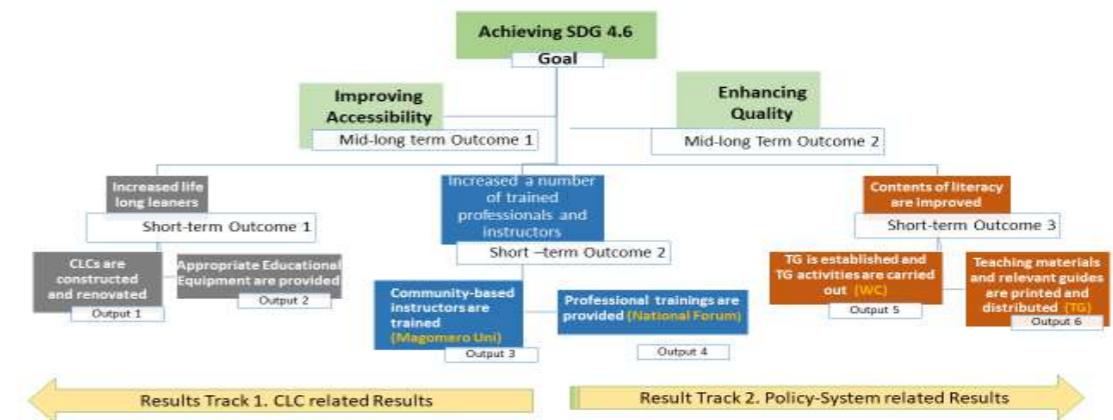 Achieving SDG 4.6
Goal
Improving
Accessibility
Mid-long term Outcome 1
Enhancing
Quality
Mid-long Term Outcome 2
Increased life
long leaners
Short-term Outcome 1
Increased a number
of trained
professionals and
instructors
Short –term Outcome 2
Contents of literacy
are improved
Short-term Outcome 3
CLCs are
constructed
and renovated
Output 1
Appropriate Educational
Equipment are provided
Output 2
Community-based
instructors are
trained
(Magomero Uni)
Output 3
Professional trainings are
provided (National Forum)
Output 4
TG is established and
TG activities are carried
out (WC)
Output 5
Teaching materials
and relevant guides
are printed and
distributed (TG)
Output 6
Results Track 1. CLC related Results
Result Track 2. Policy-System related Results